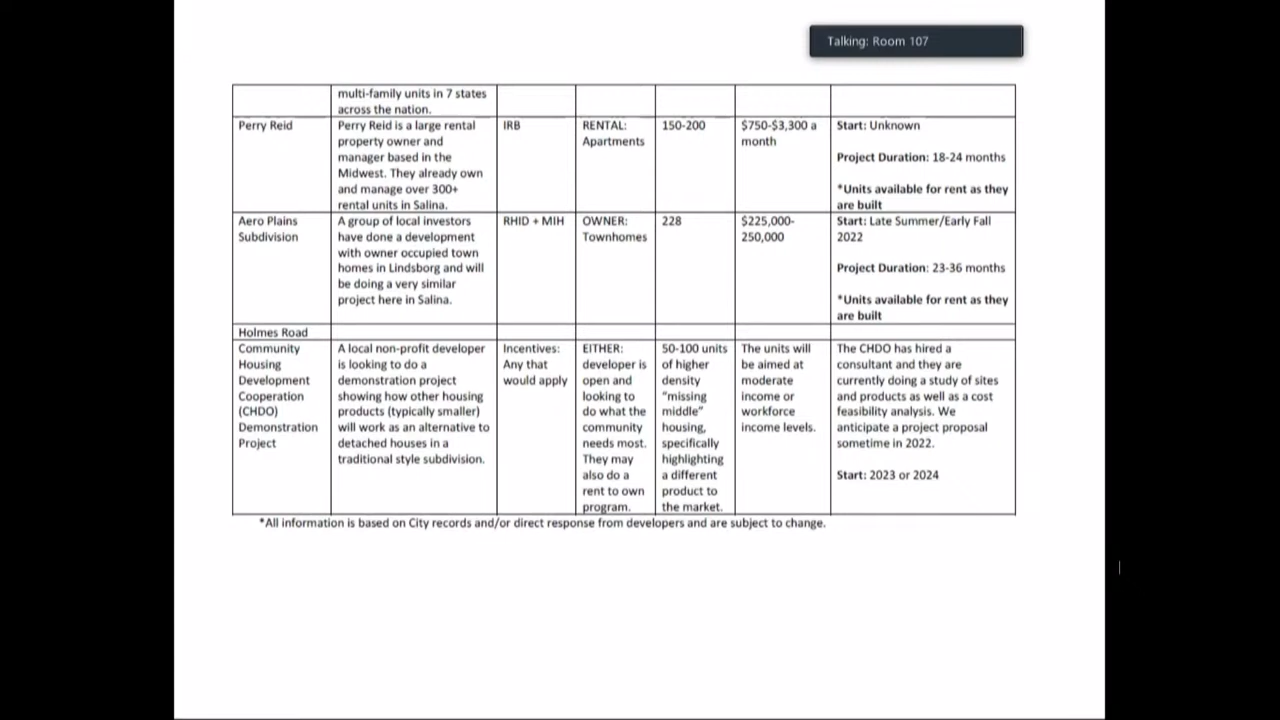 Talking: Room 107
multi-family units in 7 states
across the nation.
Perry Reid
Perry Reid is a large rental
property owner and
manager based in the
Midwest. They already own
and manage over 300+
rental units in Salina.
IRB
RENTAL:
Apartments
150-200
$750-$3,300 a
month
Start: Unknown
Project Duration: 18-24 months
*Units available for rent as they
are built
Aero Plains
Subdivision
A group of local investors
have done a development
with owner occupied town
homes in Lindsborg and will
be doing a very similar
project here in Salina.
RHID + MIH
OWNER:
Townhomes
228
$225,000-
250,000
Start: Late Summer/Early Fall
2022
Project Duration: 23-36 months
*Units available for rent as they
are built
Holmes Road
Community
Housing
Development
Cooperation
(CHDO)
Demonstration
Project
A local non-profit developer
is looking to do a
demonstration project
showing how other housing
products (typically smaller)
will work as an alternative to
detached houses in a
traditional style subdivision.
Incentives:
Any that
would apply
EITHER:
developer is
open and
looking to
do what the
community
needs most.
They may
also do a
rent to own
program.
50-100 units
of higher
density
"missing
middle"
housing,
specifically
highlighting
a different
product to
the market.
The units will
be aimed at
moderate
income or
workforce
income levels.
The CHDO has hired a
consultant and they are
currently doing a study of sites
and products as well as a cost
feasibility analysis. We
anticipate a project proposal
sometime in 2022.
Start: 2023 or 2024
*All information is based on City records and/or direct response from developers and are subject to change.